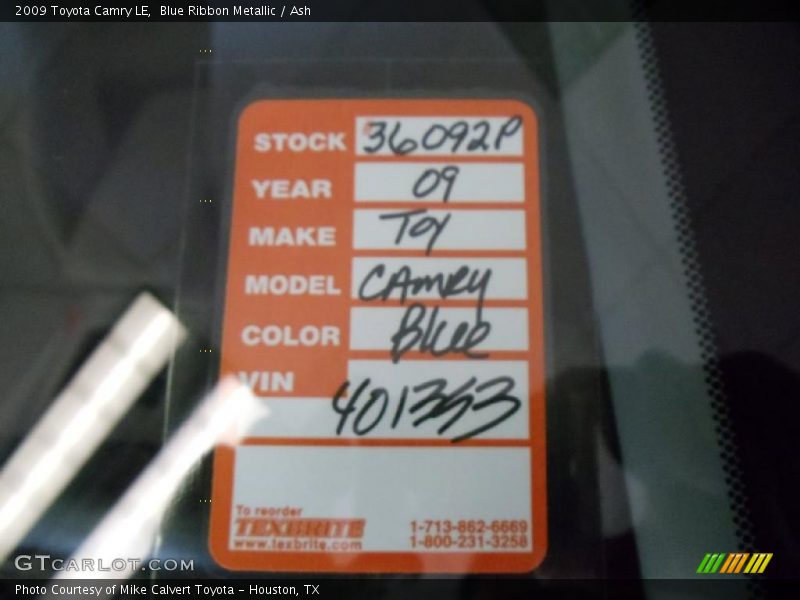 2009 Toyota Camry LE,  Blue Ribbon Metallic / Ash
STOCK 36092P
YEAR 09
MAKE Toy
MODEL CAMRY
COLOR Blue
VIN 401353
To reorder
TEXBRITE 1-713-862-6669
www.texbrite.com 1-800-231-3258
GTCARLOT.COM
Photo Courtesy of Mike Calvert Toyota - Houston, TX